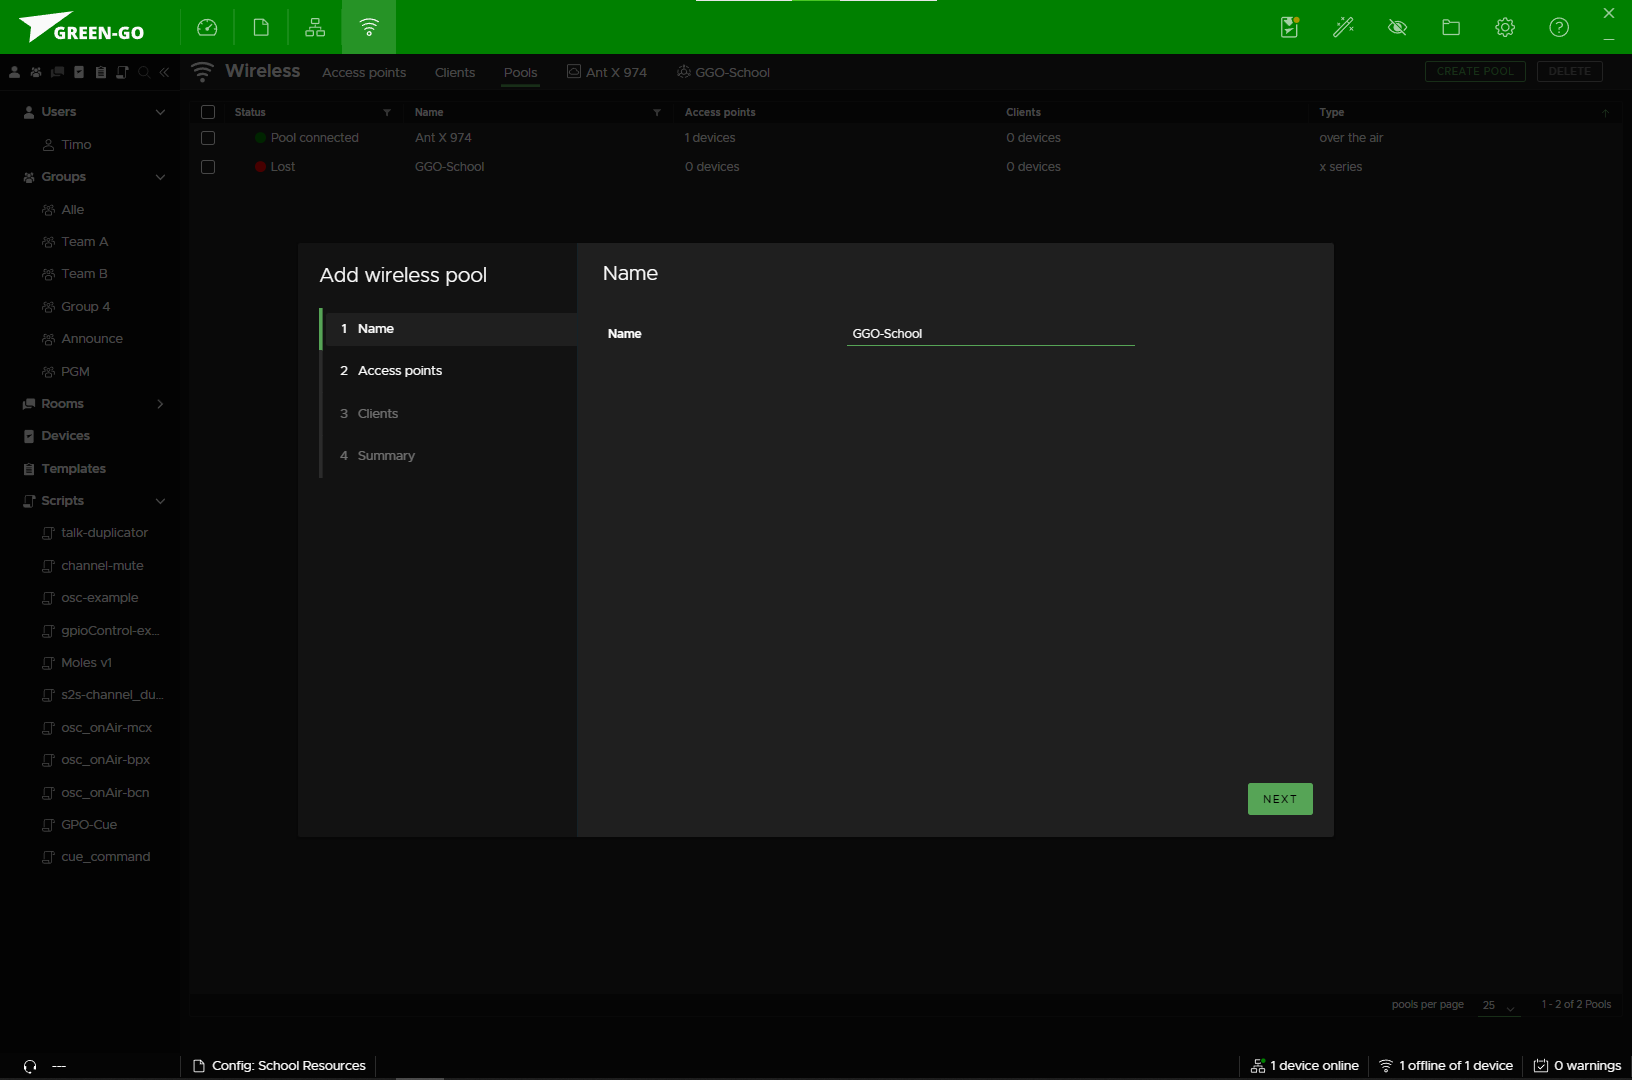 GREEN-GO
Wireless
Access points
Clients
Pools
Ant X 974
GGO-School
CREATE POOL
DELETE
Users
Timo
Groups
Alle
Team A
Team B
Group 4
Announce
PGM
Rooms
Devices
Templates
Scripts
talk-duplicator
channel-mute
osc-example
gpioControl-ex...
Moles v1
s2s-channel_du...
osc_onAir-mcx
osc_onAir-bpx
osc_onAir-bcn
GPO-Cue
cue_command
Status Name Access points Clients Type
Pool connected Ant X 974 1 devices 0 devices over the air
Lost GGO-School 0 devices 0 devices x series
Add wireless pool
1 Name
2 Access points
3 Clients
4 Summary
Name
Name GGO-School
NEXT
pools per page 25 1 - 2 of 2 Pools
---
Config: School Resources
1 device online
1 offline of 1 device
0 warnings